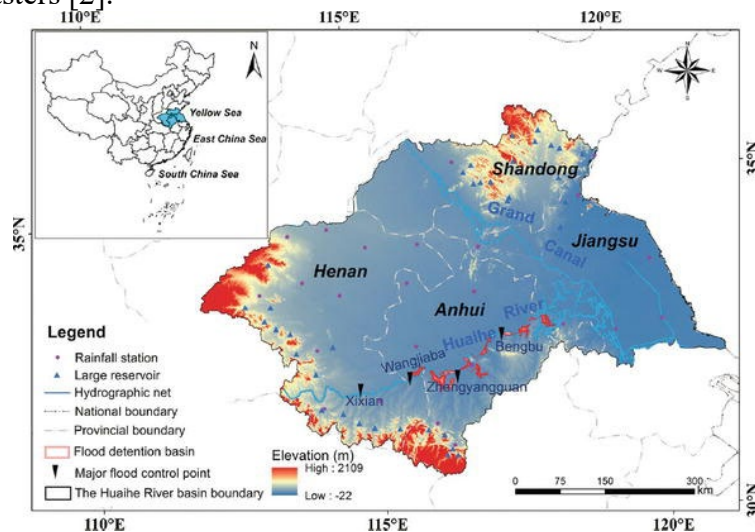 asters [2].
110°E 115°E 120°E
N
Yellow Sea
East China Sea
South China Sea
Shandong
35°N
Grand
Canal
Jiangsu
35°N
Henan
Anhui
Huaihe River
Bengbu
Wangjiaba
Zhengyangguan
Xixian
Legend
Rainfall station
Large reservoir
Hydrographic net
National boundary
Provincial boundary
Flood detention basin
Major flood control point
The Huaihe River basin boundary
Elevation (m)
High : 2109
Low : -22
0 75 150 225 300
km
30°N
110°E 115°E 120°E